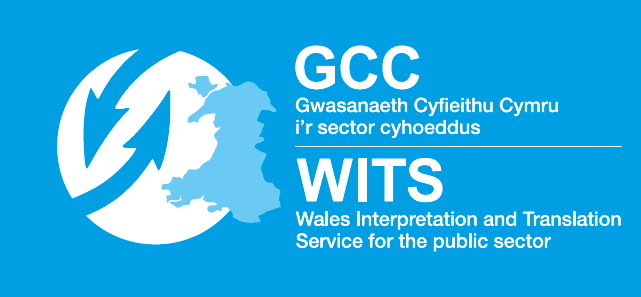 GCC
Gwasanaeth Cyfieithu Cymru
i'r sector cyhoeddus
WITS
Wales Interpretation and Translation
Service for the public sector